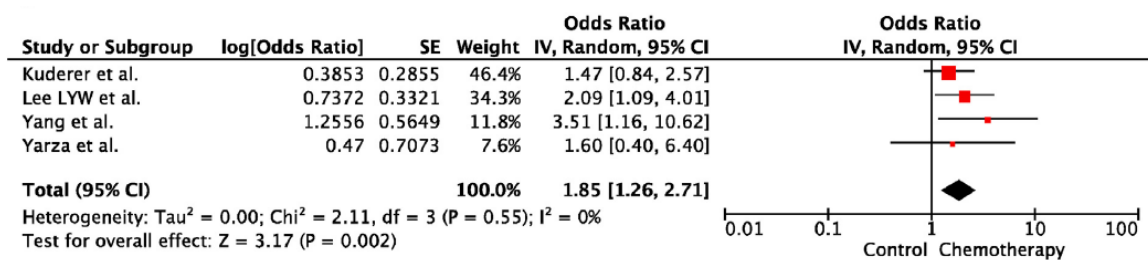 Odds Ratio Odds Ratio
Study or Subgroup log[Odds Ratio] SE Weight IV, Random, 95% CI IV, Random, 95% CI
Kuderer et al. 0.3853 0.2855 46.4% 1.47 [0.84, 2.57]
Lee LYW et al. 0.7372 0.3321 34.3% 2.09 [1.09, 4.01]
Yang et al. 1.2556 0.5649 11.8% 3.51 [1.16, 10.62]
Yarza et al. 0.47 0.7073 7.6% 1.60 [0.40, 6.40]
Total (95% CI) 100.0% 1.85 [1.26, 2.71]
Heterogeneity: Tau² = 0.00; Chi² = 2.11, df = 3 (P = 0.55); I² = 0%
Test for overall effect: Z = 3.17 (P = 0.002)
0.01 0.1 1 10 100
Control Chemotherapy